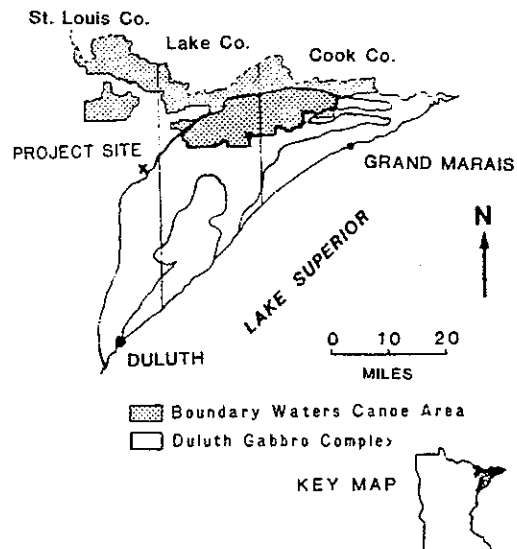 St. Louis Co.
Lake Co.
Cook Co.
PROJECT SITE
GRAND MARAIS
N
LAKE SUPERIOR
DULUTH
0 10 20
MILES
Boundary Waters Canoe Area
Duluth Gabbro Complex
KEY MAP